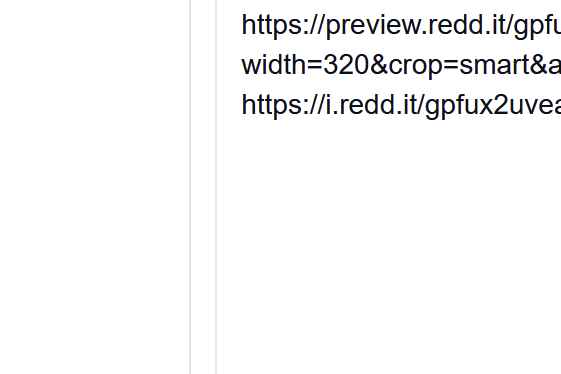 https://preview.redd.it/gpfu
width=320&crop=smart&a
https://i.redd.it/gpfux2uvea